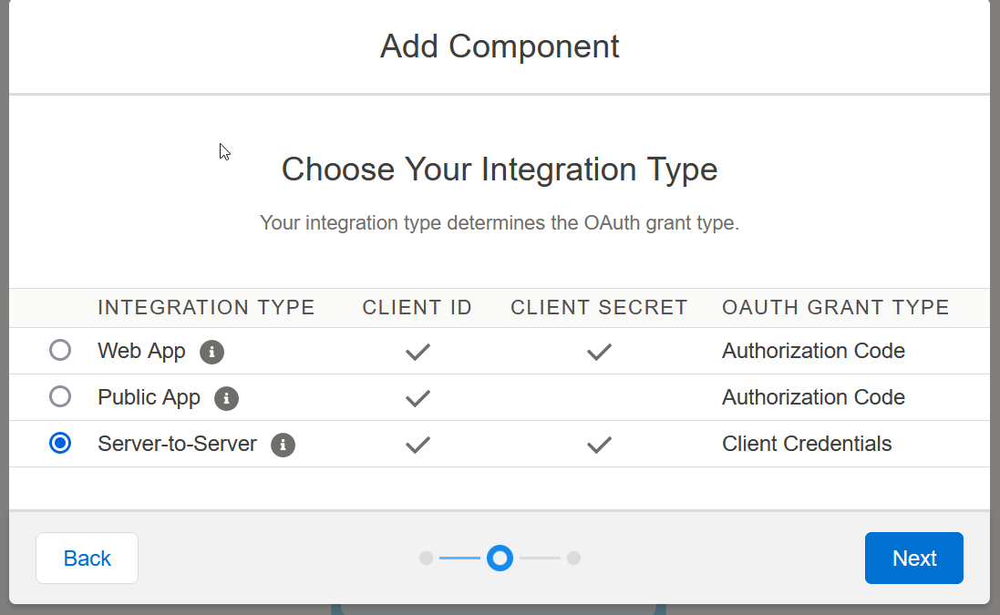 Add Component
Choose Your Integration Type
Your integration type determines the OAuth grant type.
INTEGRATION TYPE CLIENT ID CLIENT SECRET OAUTH GRANT TYPE
Web App Authorization Code
Public App Authorization Code
Server-to-Server Client Credentials
Back Next